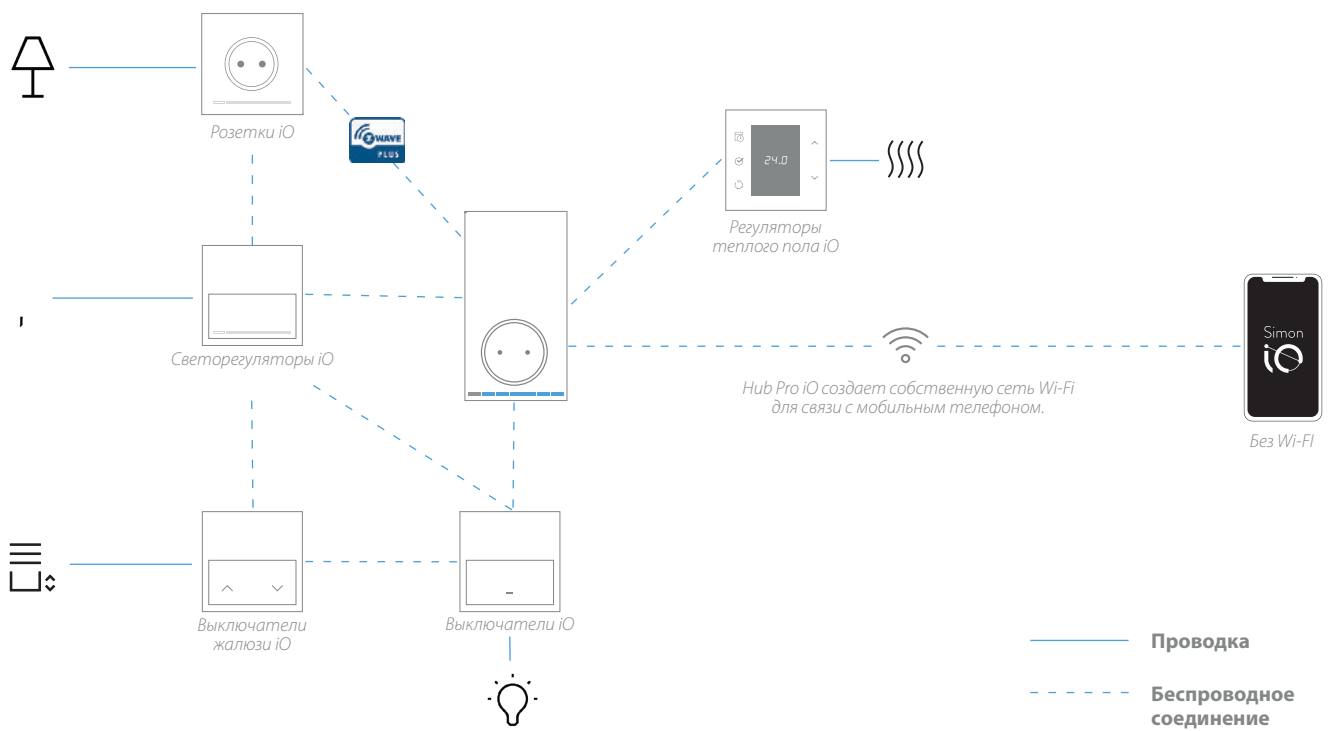 Розетки iO
Z WAVE
PLUS
24.0
Регуляторы
теплого пола iO
Светорегуляторы iO
Simon
iO
Hub Pro iO создает собственную сеть Wi-Fi
для связи с мобильным телефоном.
Без Wi-FI
Выключатели
жалюзи iO
Выключатели iO
Проводка
Беспроводное
соединение